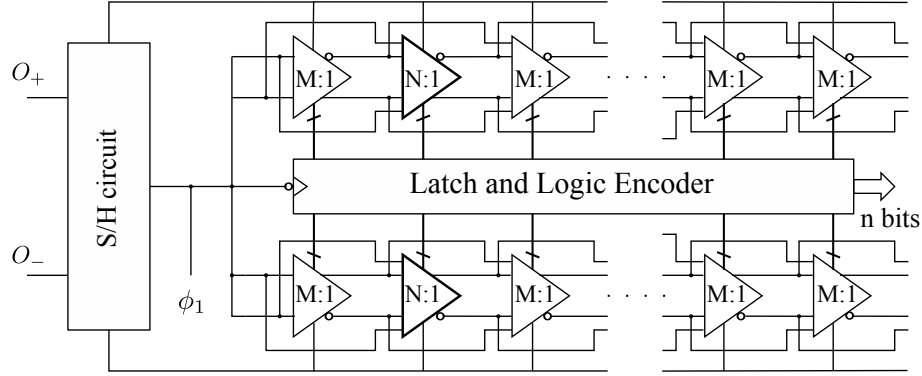 M:1 N:1 M:1 M:1 M:1
O+
S/H circuit
. . . .
Latch and Logic Encoder
n bits
O−
ϕ1
M:1 N:1 M:1 M:1 M:1
. . . .